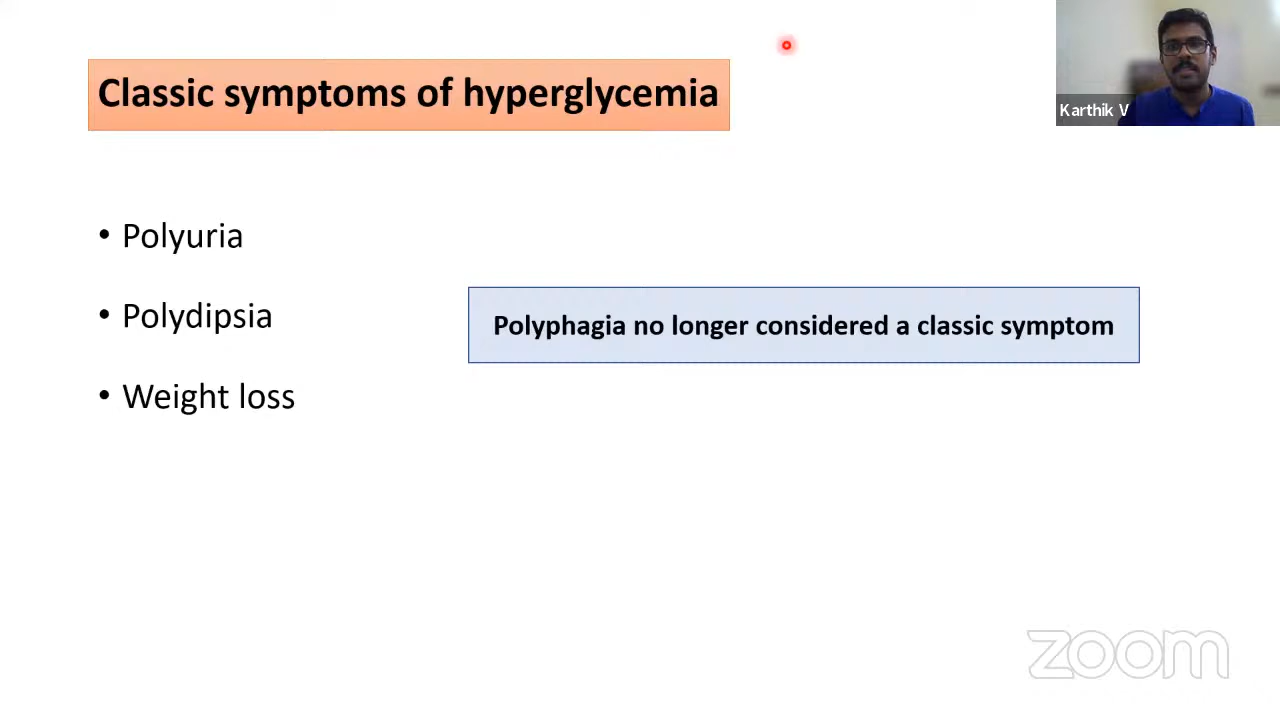 Classic symptoms of hyperglycemia
Karthik V
• Polyuria
• Polydipsia
Polyphagia no longer considered a classic symptom
• Weight loss
zoom